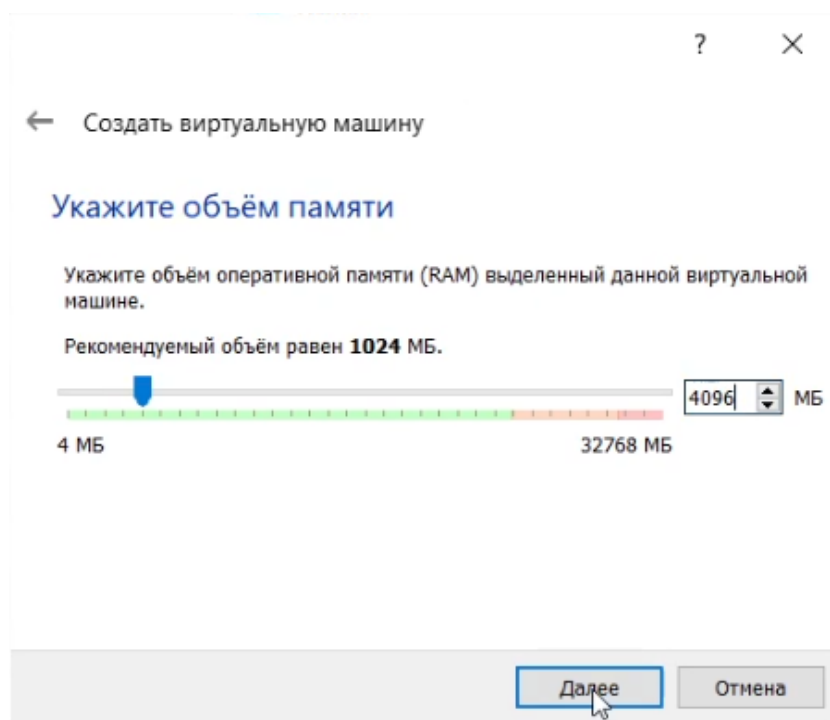 ?
← Создать виртуальную машину
Укажите объём памяти
Укажите объём оперативной памяти (RAM) выделенный данной виртуальной
машине.
Рекомендуемый объём равен 1024 МБ.
4096 МБ
4 МБ 32768 МБ
Далее Отмена